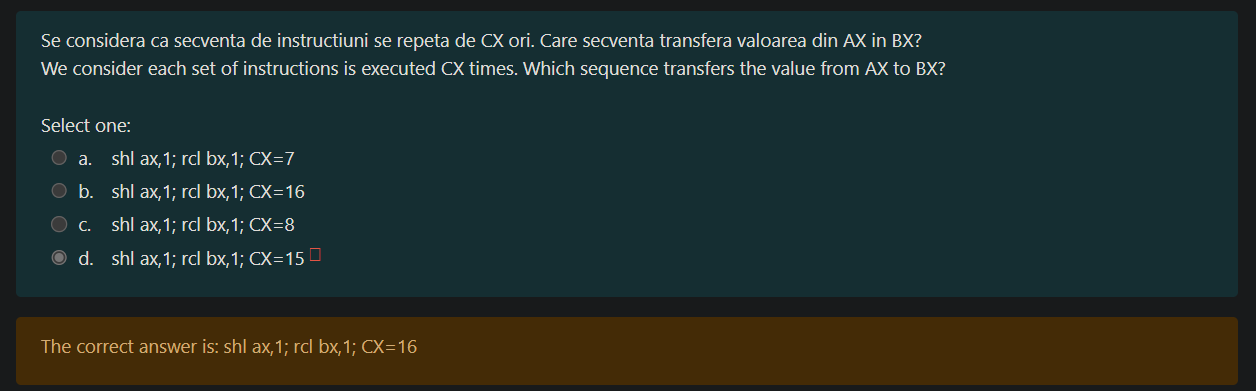 Se considera ca secventa de instructiuni se repeta de CX ori. Care secventa transfera valoarea din AX in BX?
We consider each set of instructions is executed CX times. Which sequence transfers the value from AX to BX?
Select one:
a. shl ax,1; rcl bx,1; CX=7
b. shl ax,1; rcl bx,1; CX=16
c. shl ax,1; rcl bx,1; CX=8
d. shl ax,1; rcl bx,1; CX=15
The correct answer is: shl ax,1; rcl bx,1; CX=16